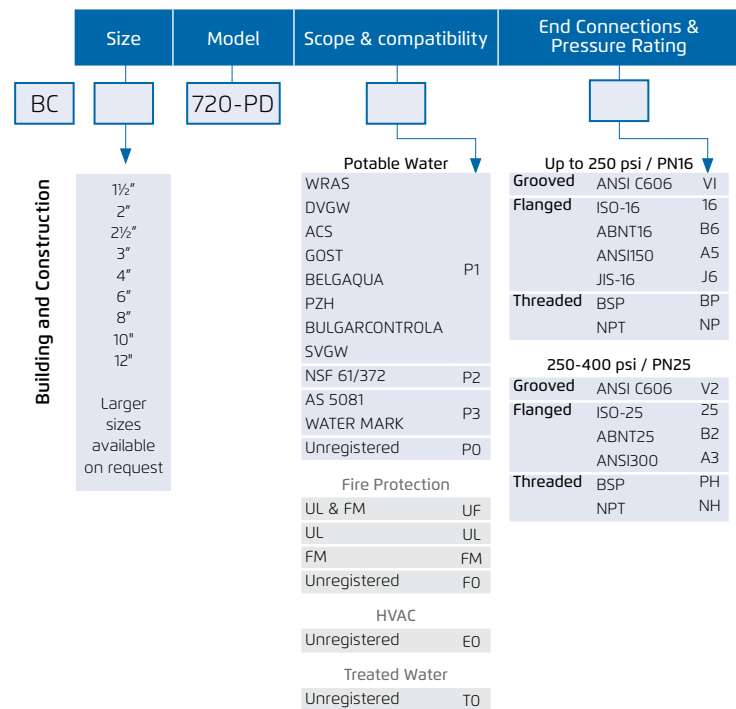 Size Model Scope & compatibility End Connections & Pressure Rating
BC 720-PD
Building and Construction
1½″
2″
2½″
3″
4″
6″
8″
10"
12"
Larger
sizes
available
on request
Potable Water
WRAS
DVGW
ACS
GOST
BELGAQUA
PZH
BULGARCONTROLA
SVGW
P1
NSF 61/372 P2
AS 5081
WATER MARK
P3
Unregistered P0
Fire Protection
UL & FM UF
UL UL
FM FM
Unregistered F0
HVAC
Unregistered E0
Treated Water
Unregistered T0
Up to 250 psi / PN16
Grooved ANSI C606 VI
Flanged ISO-16 16
ABNT16 B6
ANSI150 A5
JIS-16 J6
Threaded BSP BP
NPT NP
250-400 psi / PN25
Grooved ANSI C606 V2
Flanged ISO-25 25
ABNT25 B2
ANSI300 A3
Threaded BSP PH
NPT NH